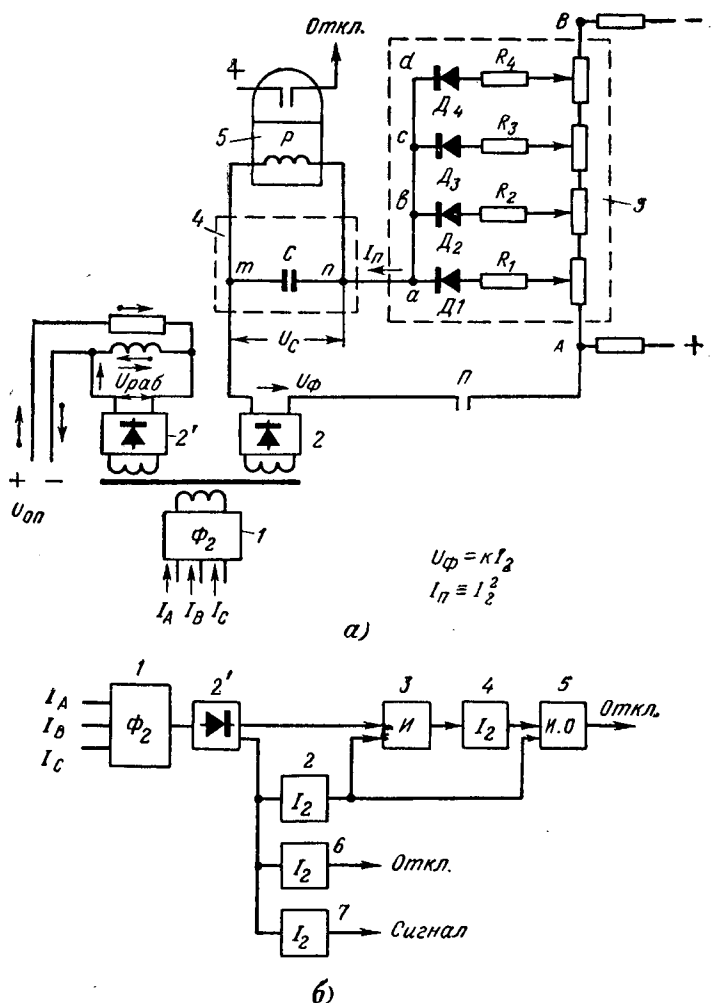 Откл.
B
−
+
d
R₄
Д₄
5
P
c
R₃
Д₃
в
R₂
9
Д₂
4
Iп
m
C
n
a
R₁
Д1
Uс
A
+
Uраб
Uф
П
2'
2
+ −
Uоп
Ф₂
1
IA IB IC
Uф = кI₂
Iп ≡ I₂²
а)
1
2'
3
4
5
IA
IB
IC
Ф₂
И
I₂
И.О
Откл.
2
I₂
6
I₂
Откл.
7
I₂
Сигнал
б)